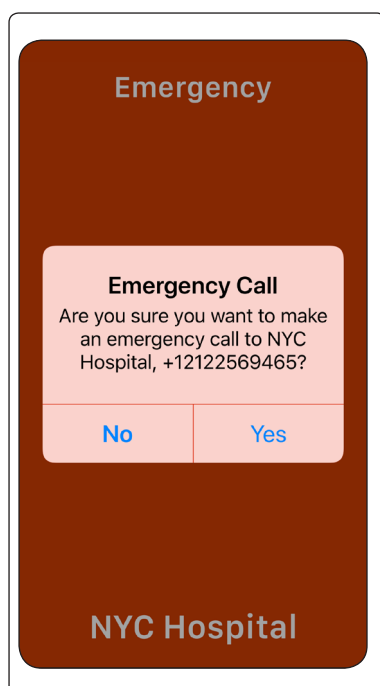 Emergency
Emergency Call
Are you sure you want to make
an emergency call to NYC
Hospital, +12122569465?
No
Yes
NYC Hospital